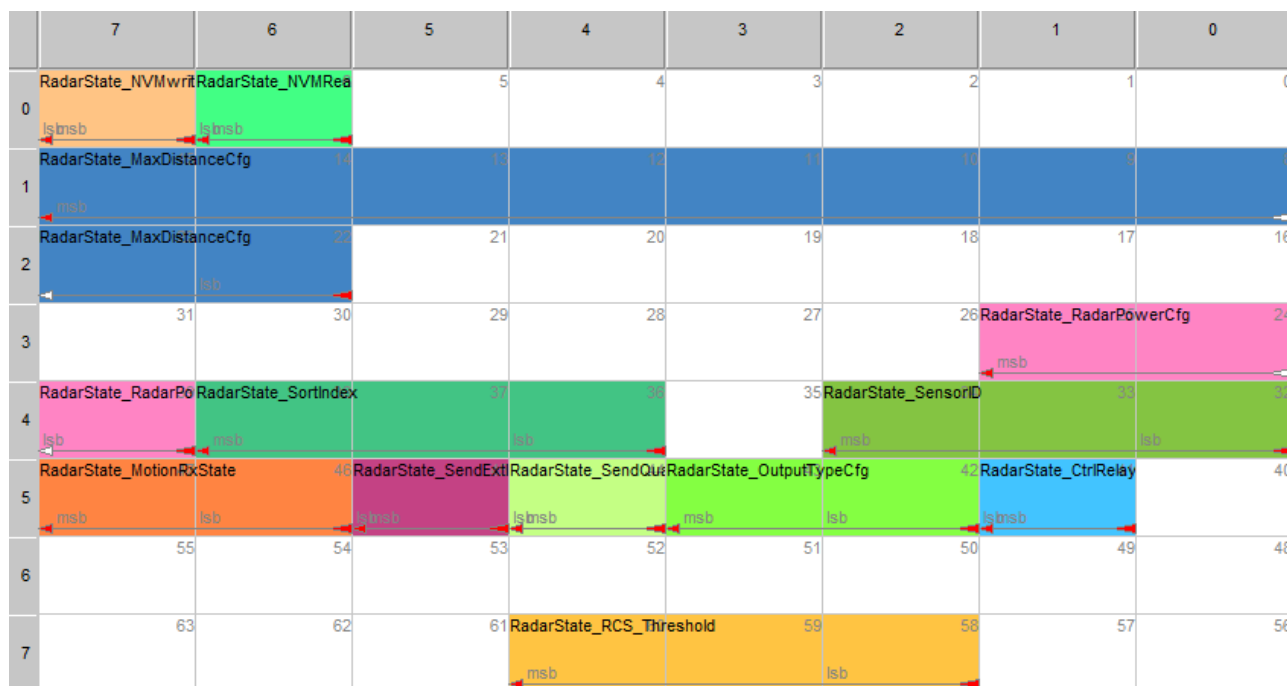 7 6 5 4 3 2 1 0
0 RadarState_NVMwrit RadarState_NVMRea 5 4 3 2 1 0
lsb msb lsb msb
1 RadarState_MaxDistanceCfg 14 13 12 11 10 9
msb
2 RadarState_MaxDistanceCfg 22 21 20 19 18 17 16
lsb
3 31 30 29 28 27 26 RadarState_RadarPowerCfg 24
msb
4 RadarState_RadarPo RadarState_SortIndex 37 36 35 RadarState_SensorID 33 32
lsb msb lsb msb lsb
5 RadarState_MotionRxState 46 RadarState_SendExtI RadarState_SendQua 44 RadarState_OutputTypeCfg 42 RadarState_CtrlRelay 40
msb lsb lsb msb lsb msb msb lsb lsb msb
6 55 54 53 52 51 50 49 48
7 63 62 61 RadarState_RCS_Threshold 59 58 57 56
msb lsb